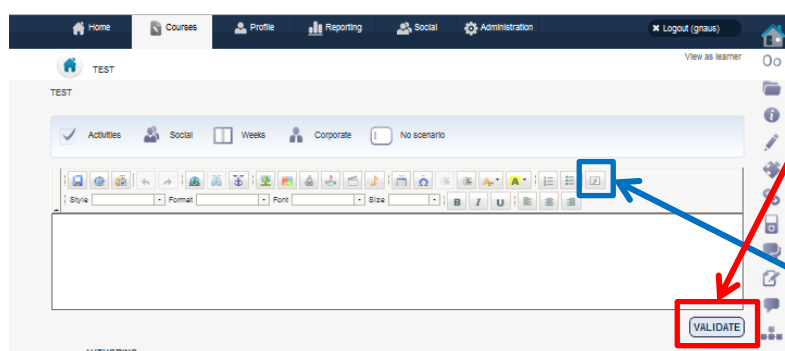 Home Courses Profile Reporting Social Administration Logout (gnaus)
View as learner
TEST
TEST
Activities Social Weeks Corporate No scenario
Style Format Font Size B I U
VALIDATE